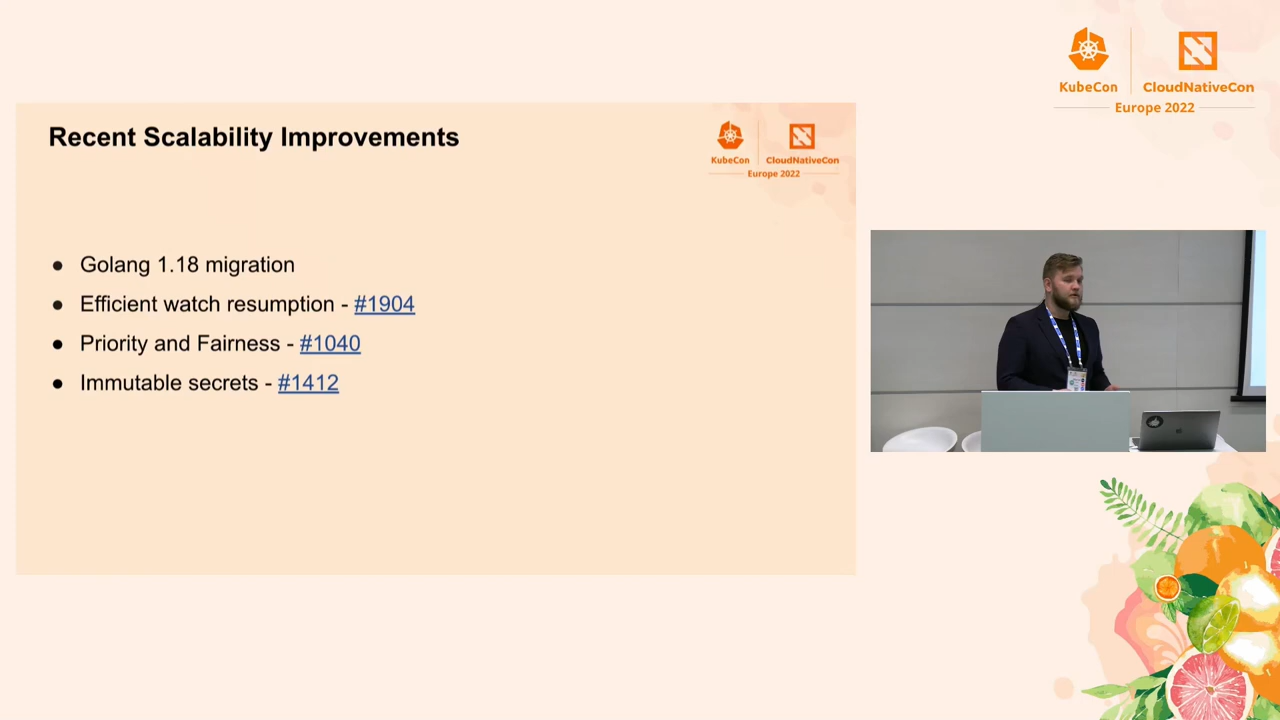 KubeCon
CloudNativeCon
Europe 2022
Recent Scalability Improvements
KubeCon
CloudNativeCon
Europe 2022
● Golang 1.18 migration
● Efficient watch resumption - #1904
● Priority and Fairness - #1040
● Immutable secrets - #1412